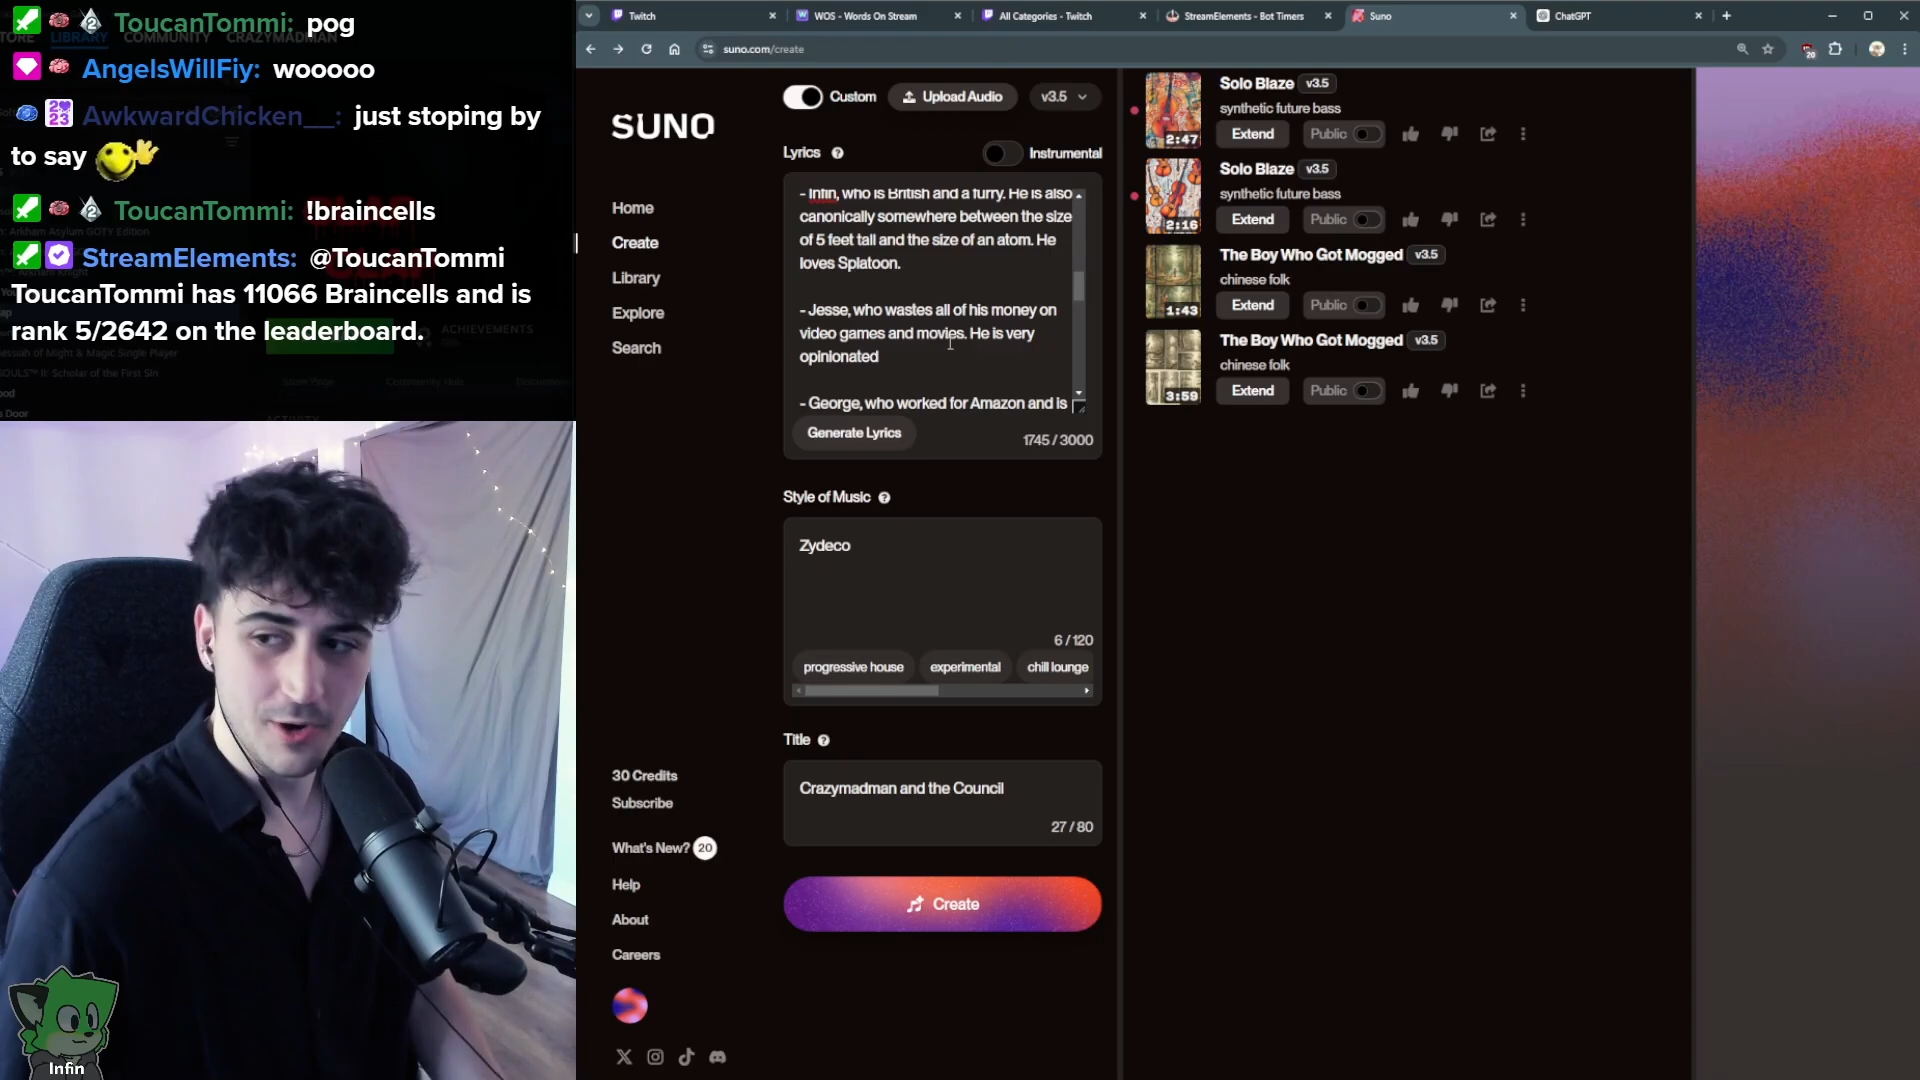 ToucanTommi: pog
AngelsWillFiy: wooooo
AwkwardChicken__: just stoping by
to say
ToucanTommi: !braincells
StreamElements: @ToucanTommi
ToucanTommi has 11066 Braincells and is
rank 5/2642 on the leaderboard.
LIBRARY COMMUNITY CRAZYMADMAN
ACHIEVEMENTS
Infin
Twitch
WOS - Words On Stream
All Categories - Twitch
StreamElements - Bot Timers
Suno
ChatGPT
suno.com/create
20
SUNO
Home
Create
Library
Explore
Search
30 Credits
Subscribe
What's New? 20
Help
About
Careers
Custom
Upload Audio
v3.5
Lyrics
Instrumental
- Infin, who is British and a furry. He is also
canonically somewhere between the size
of 5 feet tall and the size of an atom. He
loves Splatoon.
- Jesse, who wastes all of his money on
video games and movies. He is very
opinionated
- George, who worked for Amazon and is
Generate Lyrics
1745 / 3000
Style of Music
Zydeco
6 / 120
progressive house
experimental
chill lounge
Title
Crazymadman and the Council
27 / 80
Create
Solo Blaze v3.5
synthetic future bass
2:47
Extend
Public
Solo Blaze v3.5
synthetic future bass
2:16
Extend
Public
The Boy Who Got Mogged v3.5
chinese folk
1:43
Extend
Public
The Boy Who Got Mogged v3.5
chinese folk
3:59
Extend
Public